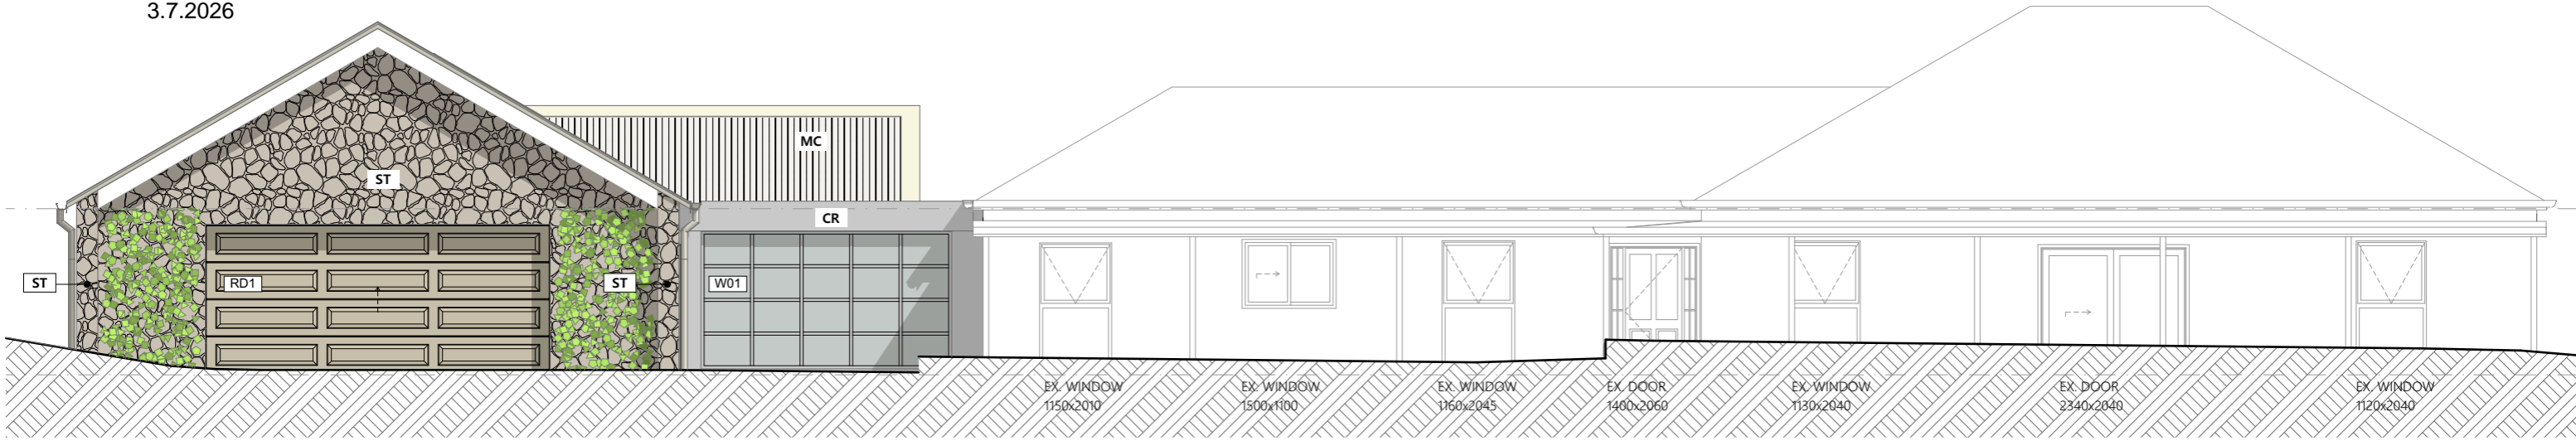 3.7.2026
MC
ST
CR
ST
RD1
ST
W01
EX. WINDOW
1150x2010
EX. WINDOW
1500x1100
EX. WINDOW
1160x2045
EX. DOOR
1400x2060
EX. WINDOW
1130x2040
EX. DOOR
2340x2040
EX. WINDOW
1120x2040